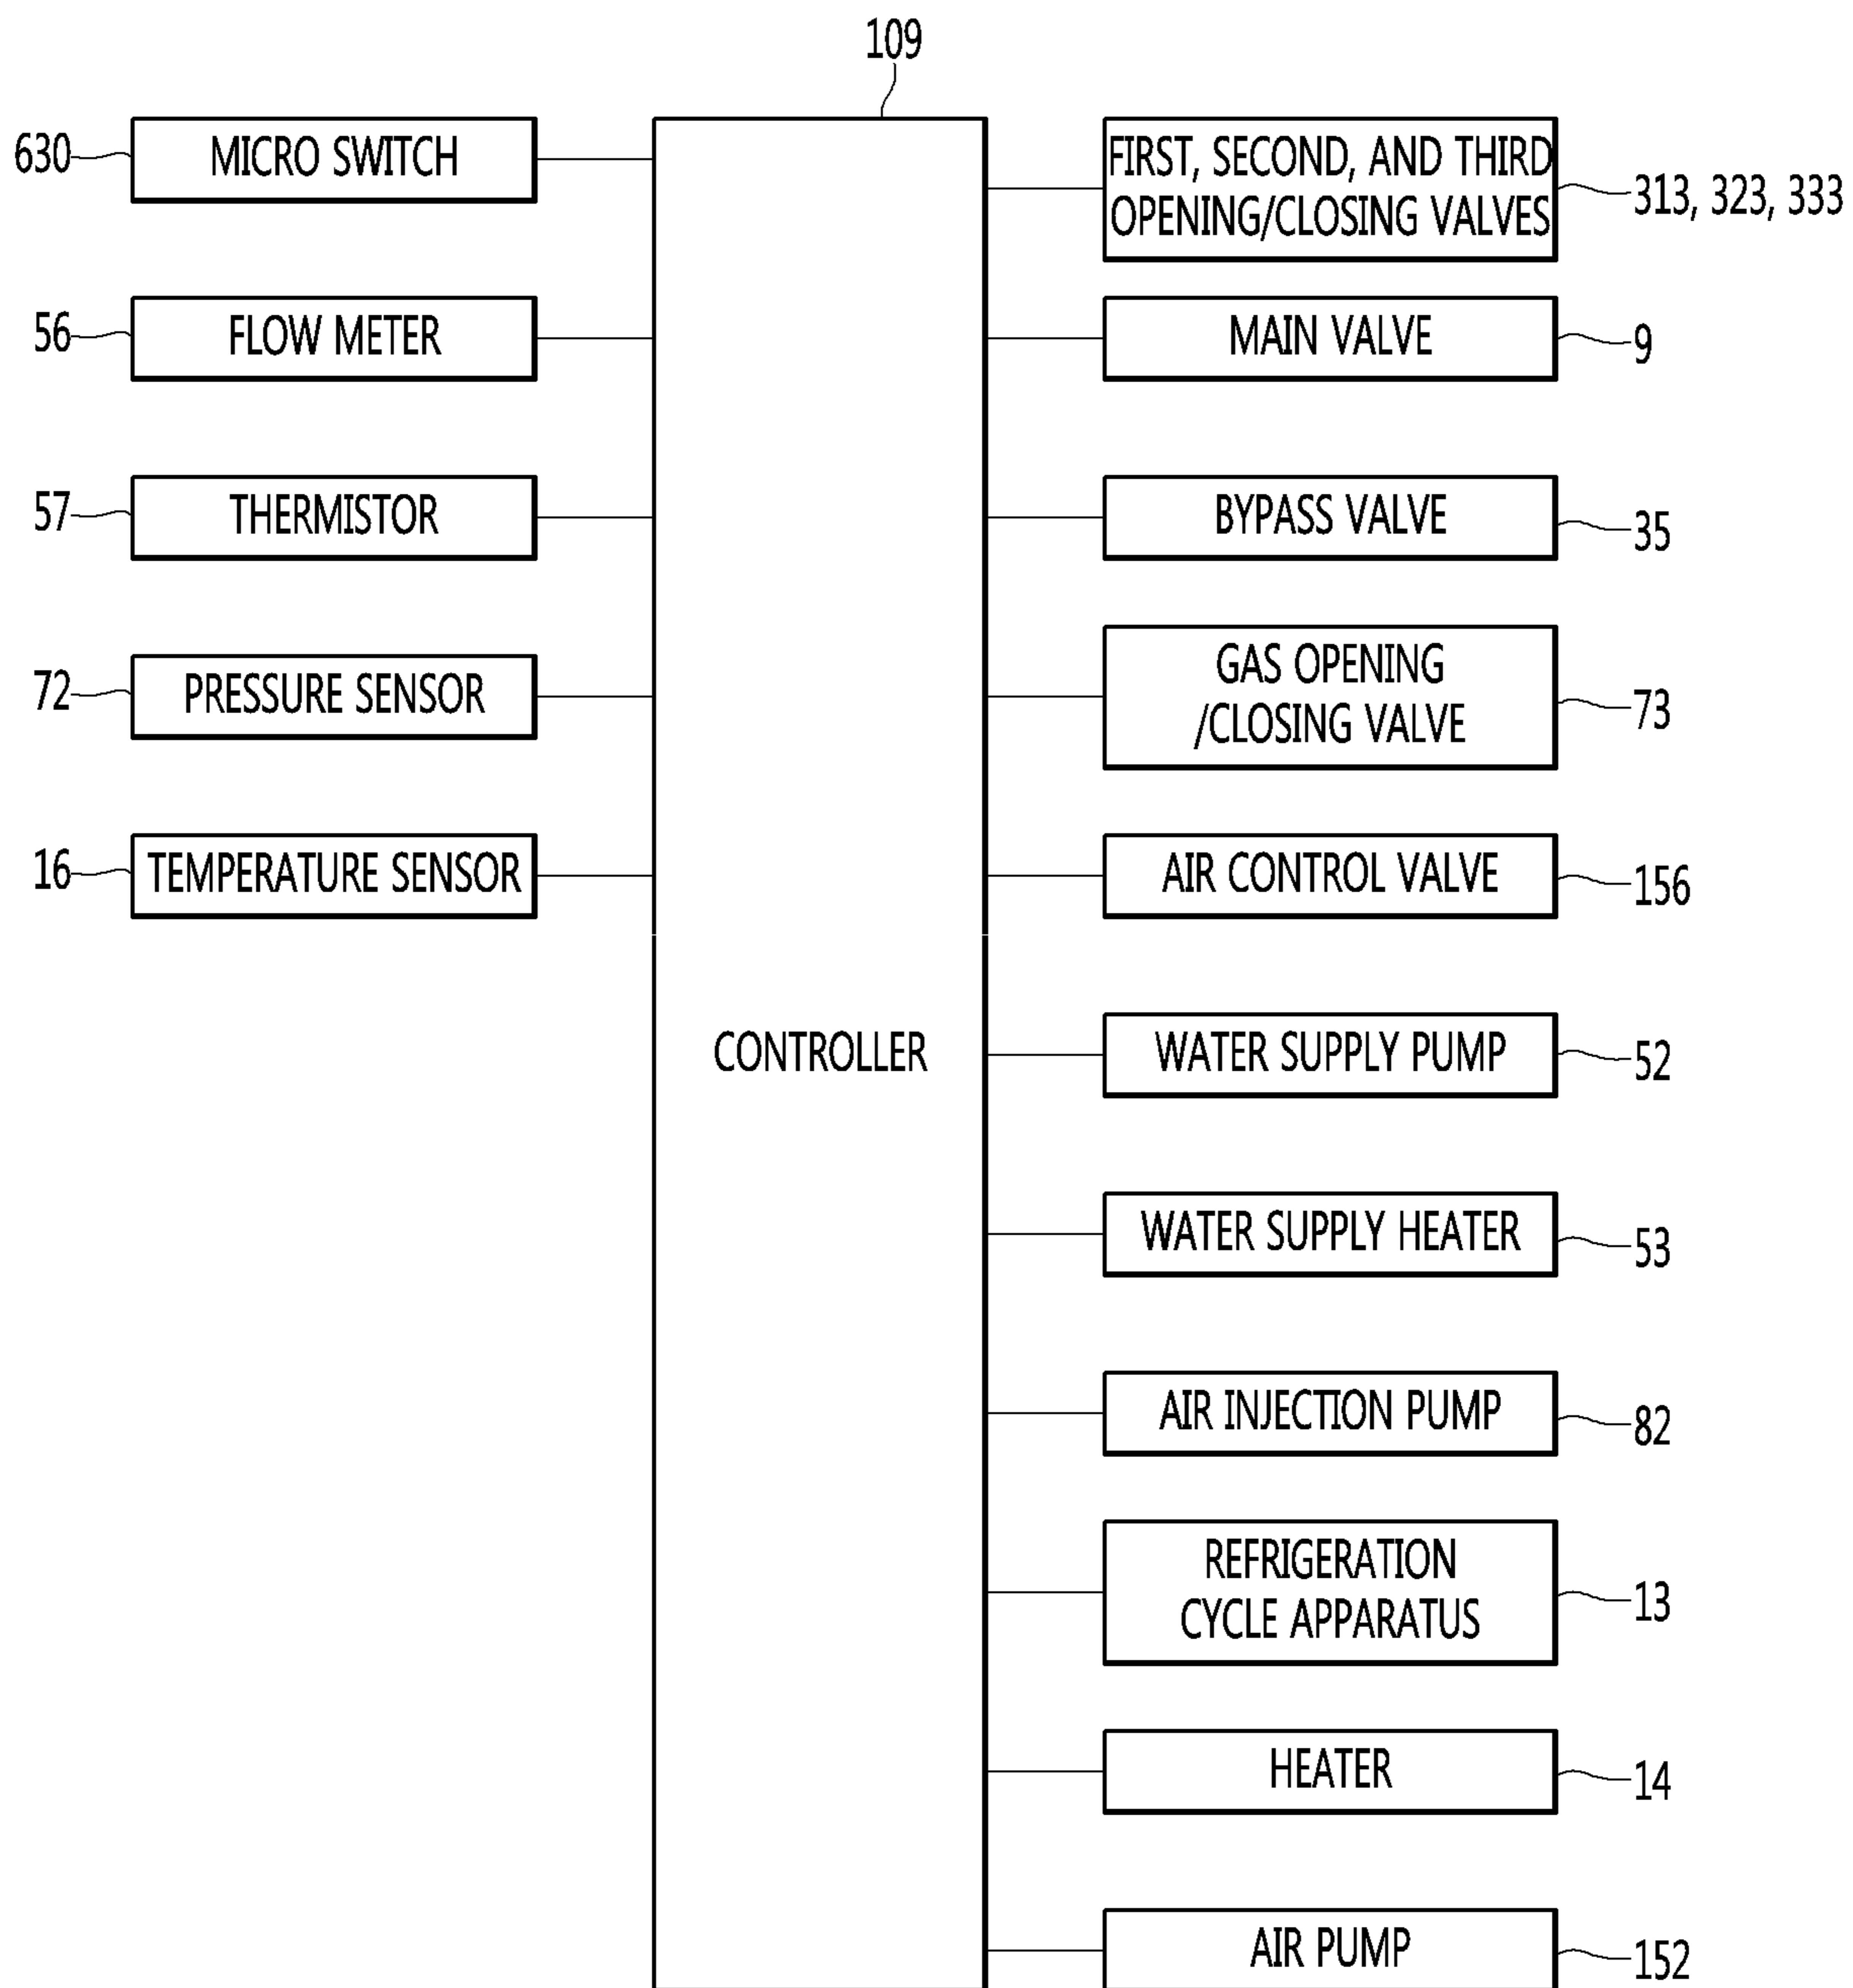 109
630
MICRO SWITCH
FIRST, SECOND, AND THIRD
OPENING/CLOSING VALVES
313, 323, 333
56
FLOW METER
MAIN VALVE
9
57
THERMISTOR
BYPASS VALVE
35
72
PRESSURE SENSOR
GAS OPENING
/CLOSING VALVE
73
16
TEMPERATURE SENSOR
AIR CONTROL VALVE
156
CONTROLLER
WATER SUPPLY PUMP
52
WATER SUPPLY HEATER
53
AIR INJECTION PUMP
82
REFRIGERATION
CYCLE APPARATUS
13
HEATER
14
AIR PUMP
152